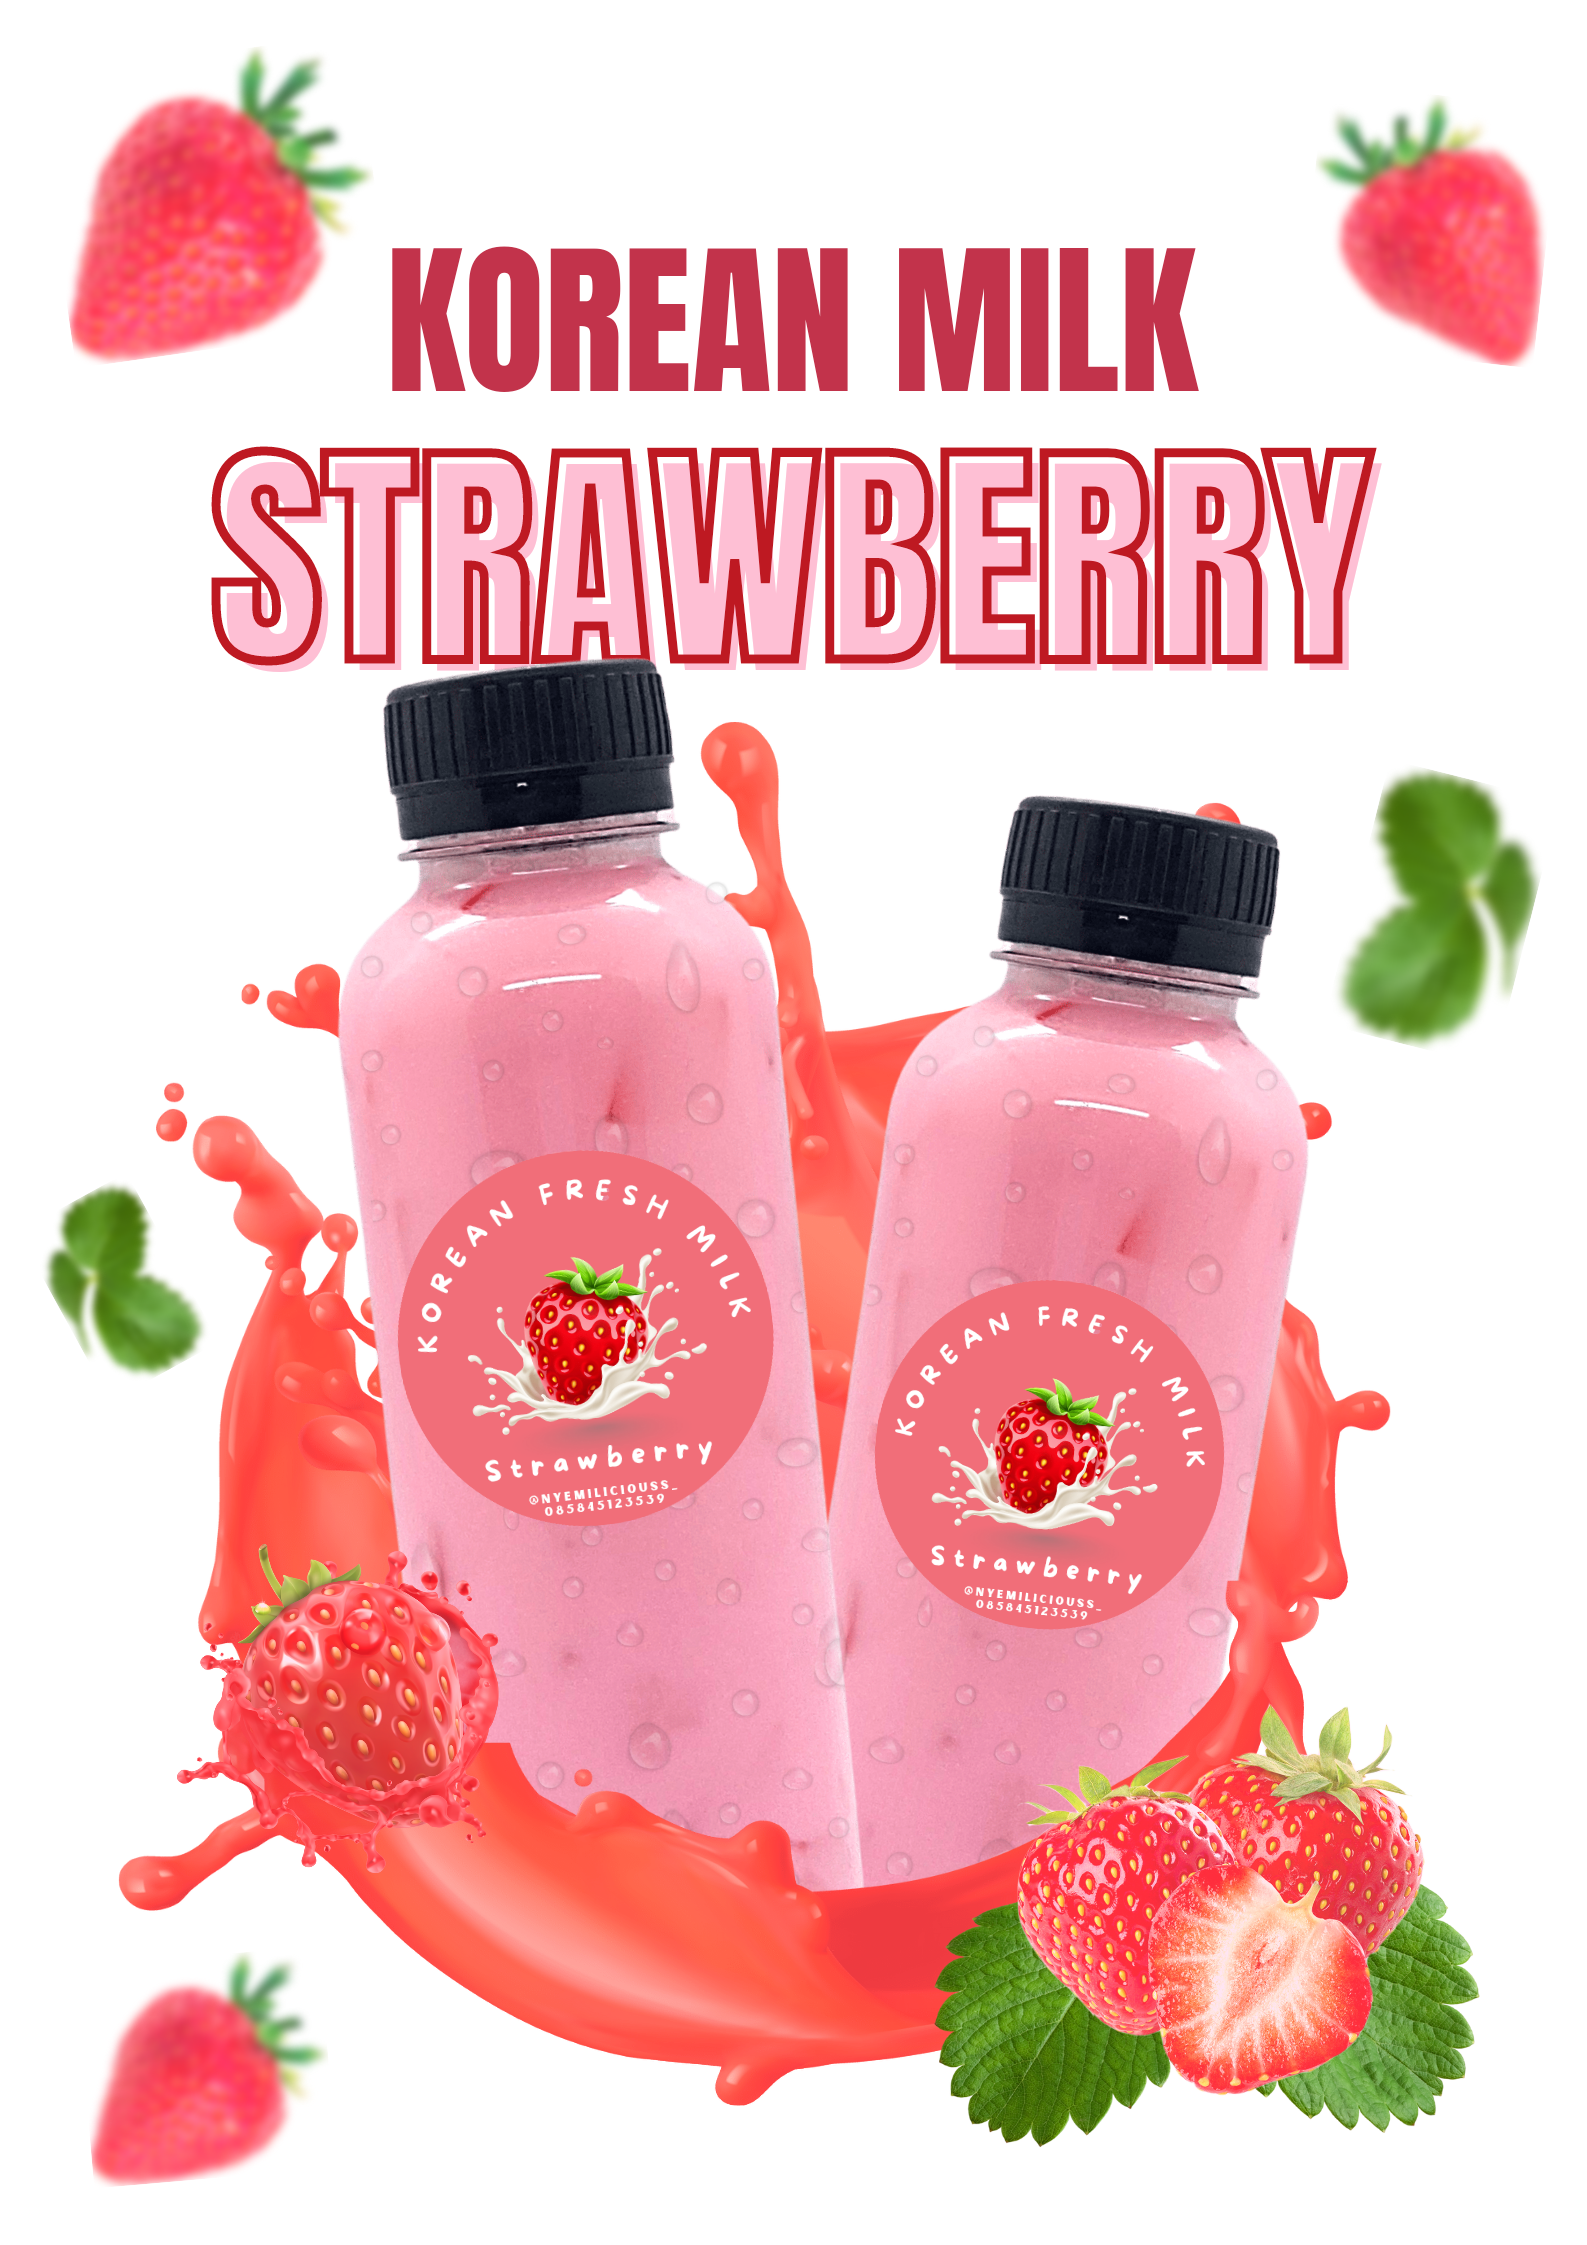 KOREAN MILK
STRAWBERRY
KOREAN FRESH MILK
Strawberry
@NYEMILICIOUSS_
085845123539
KOREAN FRESH MILK
Strawberry
@NYEMILICIOUSS_
085845123539